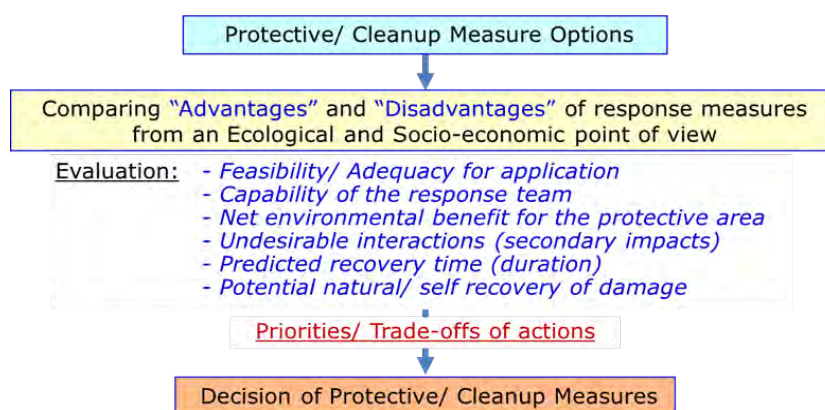 Protective/ Cleanup Measure Options
Comparing “Advantages” and “Disadvantages” of response measures
from an Ecological and Socio-economic point of view
Evaluation: - Feasibility/ Adequacy for application
- Capability of the response team
- Net environmental benefit for the protective area
- Undesirable interactions (secondary impacts)
- Predicted recovery time (duration)
- Potential natural/ self recovery of damage
Priorities/ Trade-offs of actions
Decision of Protective/ Cleanup Measures